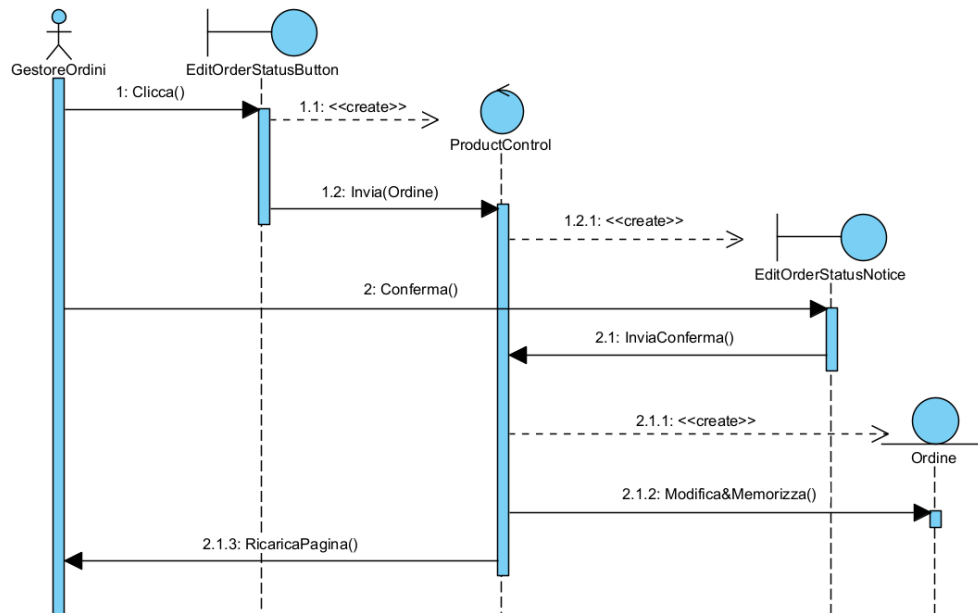 GestoreOrdini
EditOrderStatusButton
1: Clicca()
1.1: <<create>>
ProductControl
1.2: Invia(Ordine)
1.2.1: <<create>>
EditOrderStatusNotice
2: Conferma()
2.1: InviaConferma()
2.1.1: <<create>>
Ordine
2.1.2: Modifica&Memorizza()
2.1.3: RicaricaPagina()